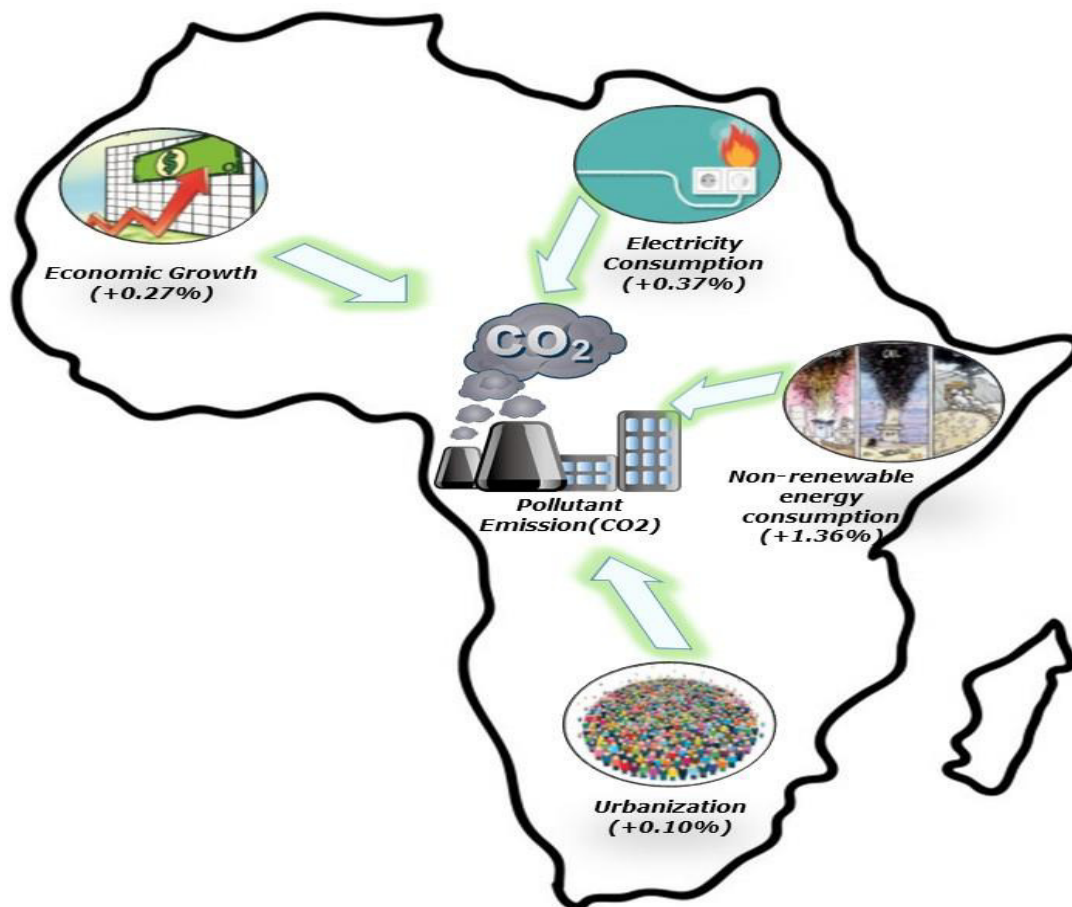 Economic Growth
(+0.27%)
Electricity
Consumption
(+0.37%)
CO₂
OIL
Non-renewable
energy
consumption
(+1.36%)
Pollutant
Emission(CO2)
Urbanization
(+0.10%)